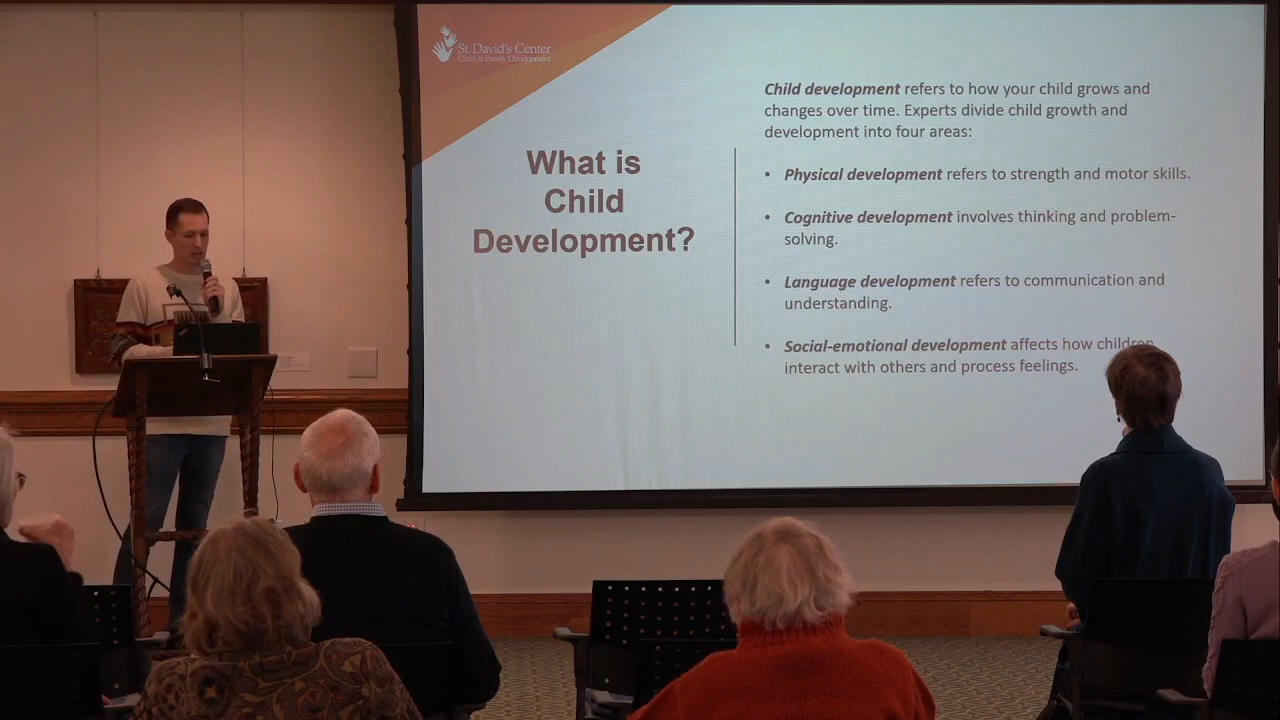 St. David's Center
Child & Family Development
What is
Child
Development?
Child development refers to how your child grows and
changes over time. Experts divide child growth and
development into four areas:
• Physical development refers to strength and motor skills.
• Cognitive development involves thinking and problem-
solving.
• Language development refers to communication and
understanding.
• Social-emotional development affects how children
interact with others and process feelings.